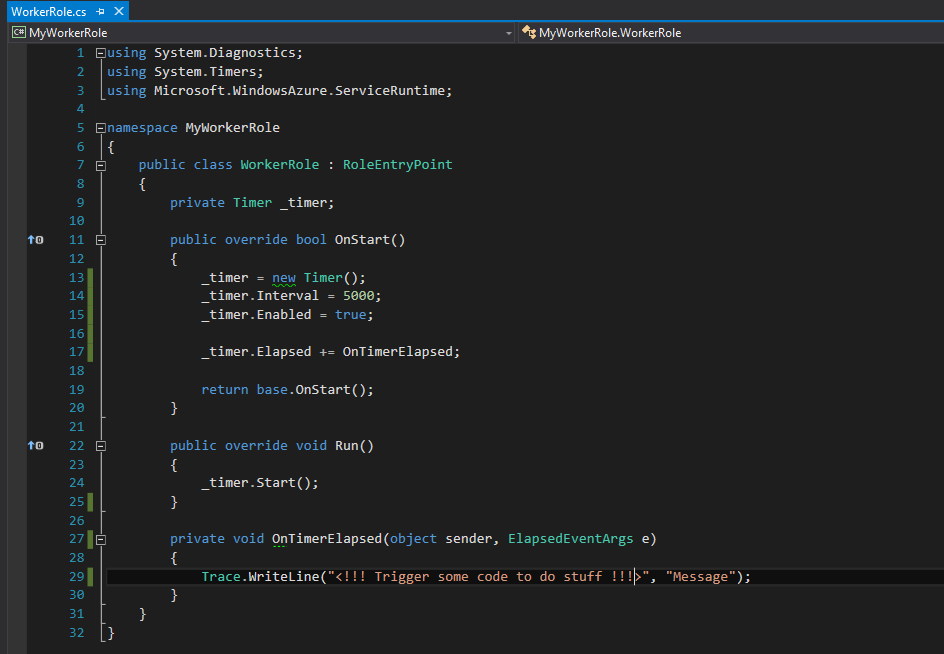 WorkerRole.cs
C# MyWorkerRole MyWorkerRole.WorkerRole
1 using System.Diagnostics;
2 using System.Timers;
3 using Microsoft.WindowsAzure.ServiceRuntime;
4
5 namespace MyWorkerRole
6 {
7 public class WorkerRole : RoleEntryPoint
8 {
9 private Timer _timer;
10
11 public override bool OnStart()
12 {
13 _timer = new Timer();
14 _timer.Interval = 5000;
15 _timer.Enabled = true;
16
17 _timer.Elapsed += OnTimerElapsed;
18
19 return base.OnStart();
20 }
21
22 public override void Run()
23 {
24 _timer.Start();
25 }
26
27 private void OnTimerElapsed(object sender, ElapsedEventArgs e)
28 {
29 Trace.WriteLine("<!!! Trigger some code to do stuff !!!>", "Message");
30 }
31 }
32 }